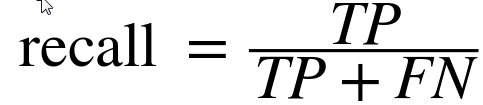 recall = TP / TP + FN